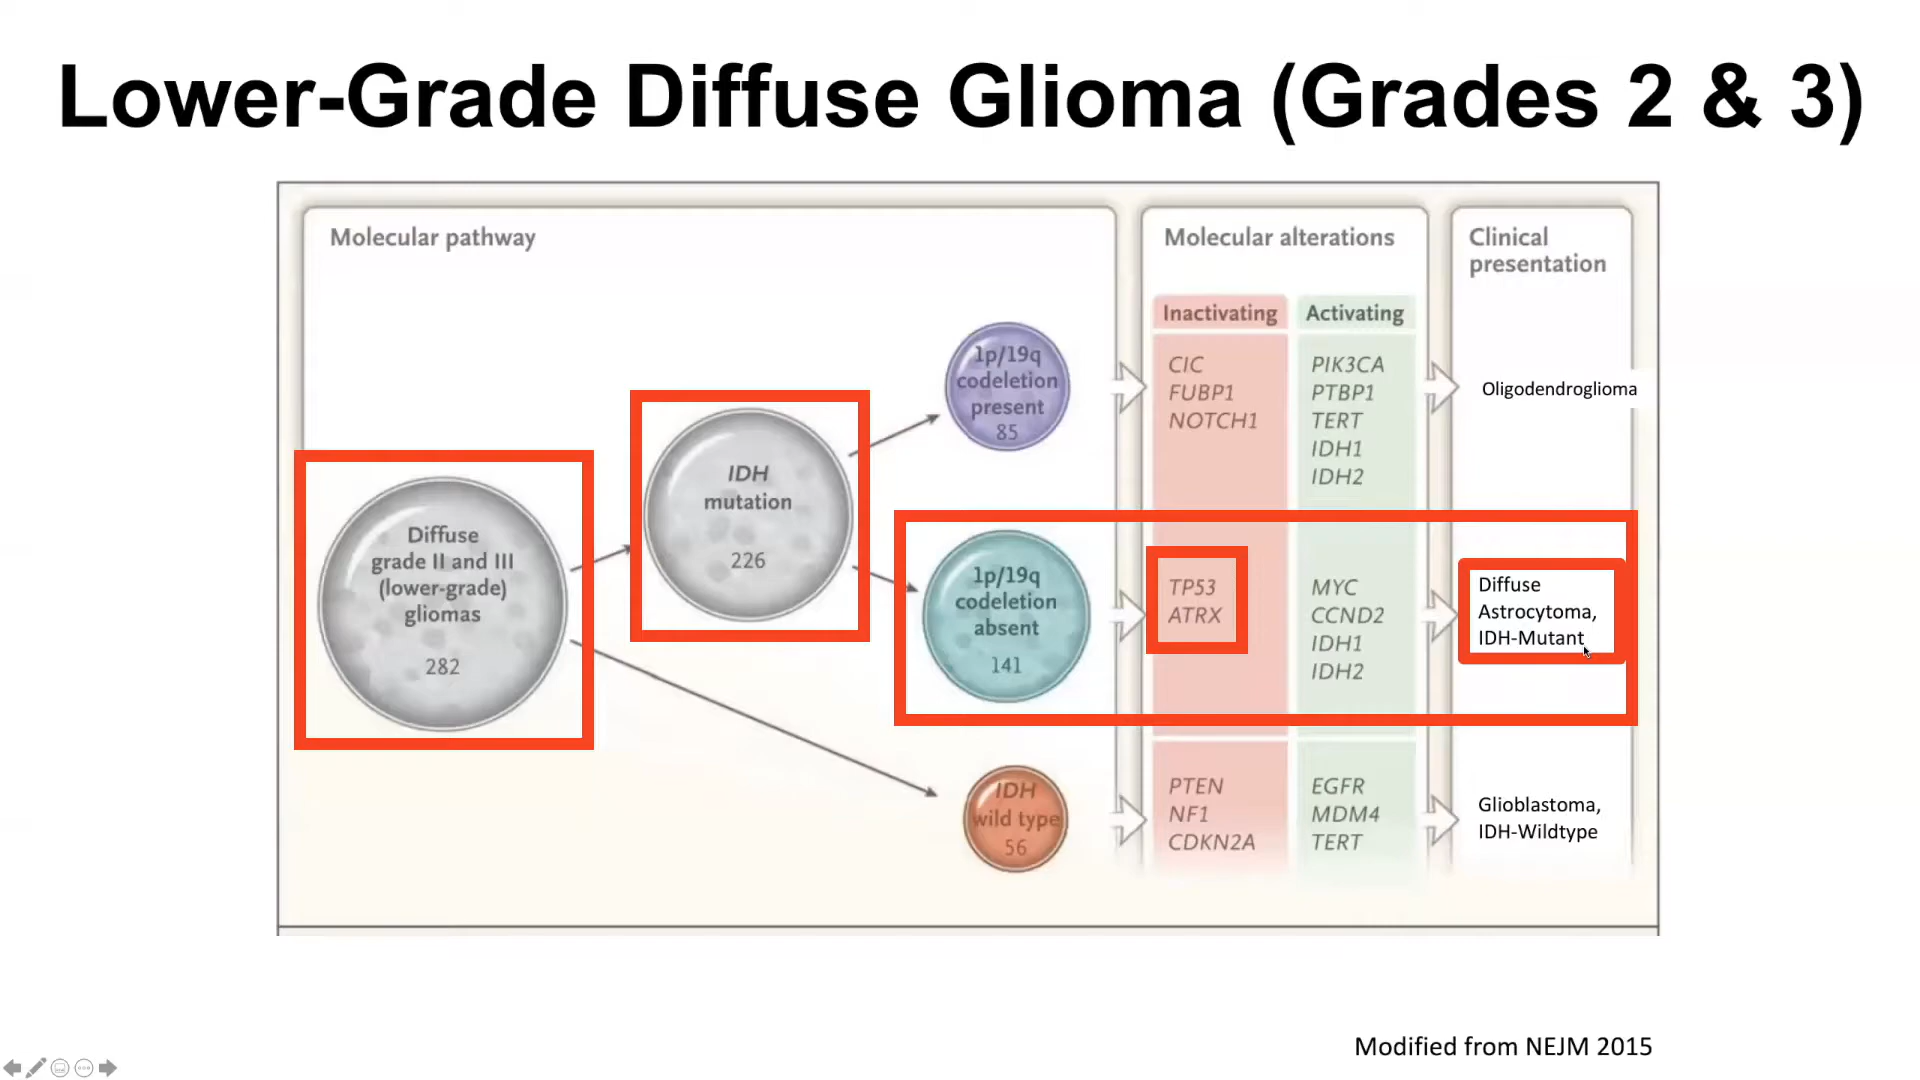 Lower-Grade Diffuse Glioma (Grades 2 & 3)
Molecular pathway
Diffuse
grade II and III
(lower-grade)
gliomas
282
IDH
mutation
226
1p/19q
codeletion
present
85
1p/19q
codeletion
absent
141
IDH
wild type
56
Molecular alterations
Inactivating
Activating
CIC
FUBP1
NOTCH1
PIK3CA
PTBP1
TERT
IDH1
IDH2
TP53
ATRX
MYC
CCND2
IDH1
IDH2
PTEN
NF1
CDKN2A
EGFR
MDM4
TERT
Clinical
presentation
Oligodendroglioma
Diffuse
Astrocytoma,
IDH-Mutant
Glioblastoma,
IDH-Wildtype
Modified from NEJM 2015